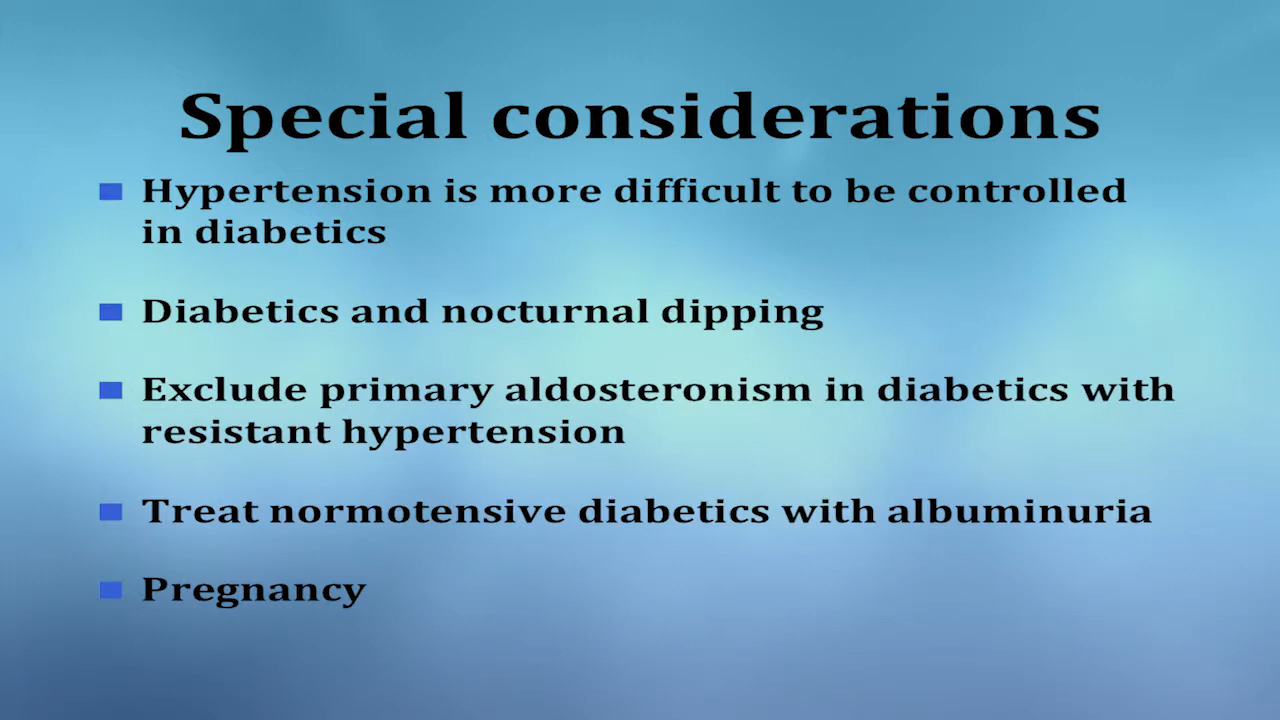 Special considerations
Hypertension is more difficult to be controlled
in diabetics
Diabetics and nocturnal dipping
Exclude primary aldosteronism in diabetics with
resistant hypertension
Treat normotensive diabetics with albuminuria
Pregnancy